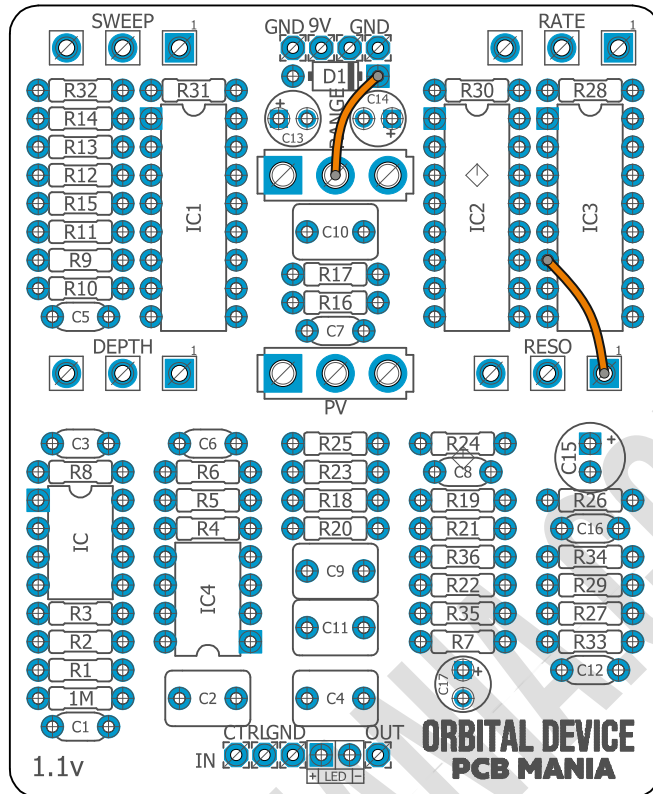 SWEEP 1 GND 9V GND RATE 1
D1
R32 R31 RANGE R30 R28
R14 + C13 C14 +
R13
R12
R15 IC1 IC2 IC3
R11 C10
R9 R17
R10 R16
C5 C7
DEPTH 1 RESO 1
PV
C3 C6 R25 R24 C15 +
R8 R6 R23 C8
R5 R18 R19 R26
R4 R20 R21 C16
IC R36 R34
IC4 C9 R22 R29
R3 R35 R27
R2 C11 R7 R33
R1 C17 + C12
1M C2 C4
C1
CTRL GND OUT
IN + LED −
1.1v
ORBITAL DEVICE
PCB MANIA